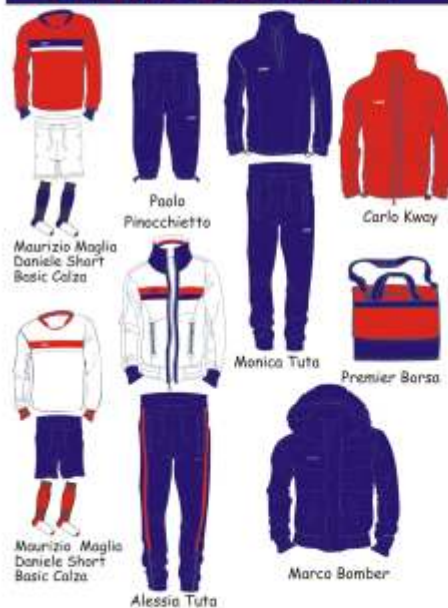 Paolo
Pinocchietto
Carlo Kway
Maurizio Maglia
Daniele Short
Basic Calza
Monica Tuta
Premier Borsa
Maurizio Maglia
Daniele Short
Basic Calza
Marco Bomber
Alessia Tuta